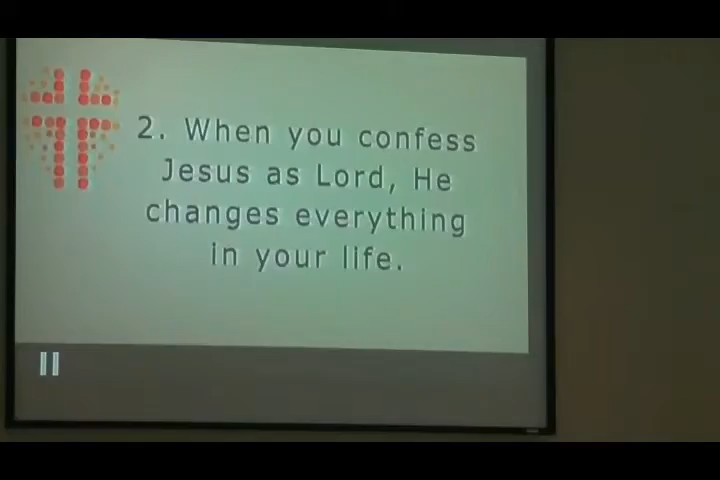 2. When you confess
Jesus as Lord, He
changes everything
in your life.